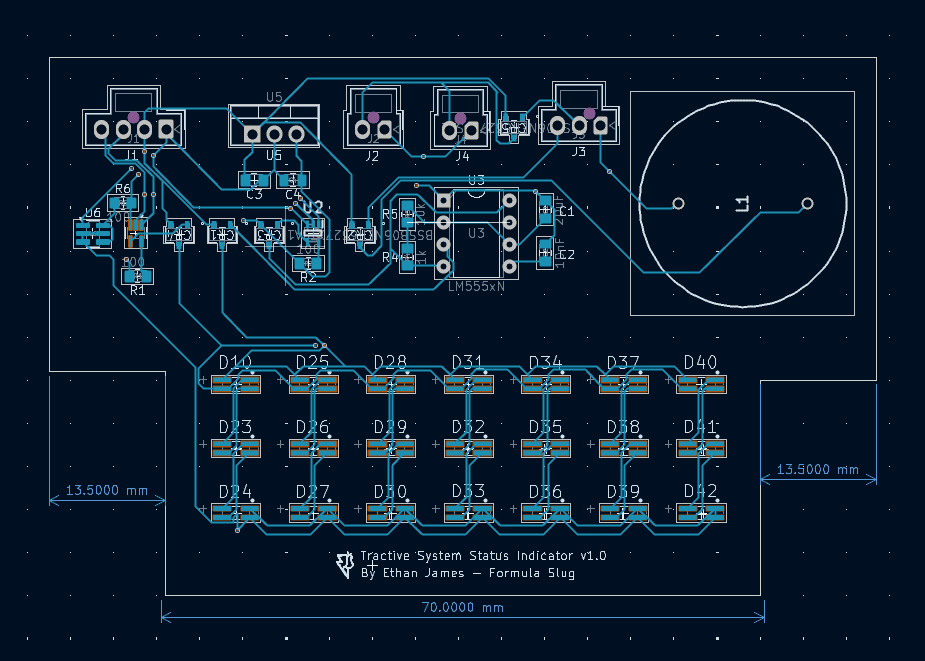 U5
J1
U5
J2
J4
J3
R6
C3
C4
U3
U6
U2
R5
C1
L1
U3
R4
C2
R1
R2
LM555xN
D10 D25 D28 D31 D34 D37 D40
D23 D26 D29 D32 D35 D38 D41
13.5000 mm
13.5000 mm
D24 D27 D30 D33 D36 D39 D42
Tractive System Status Indicator v1.0
By Ethan James – Formula Slug
70.0000 mm